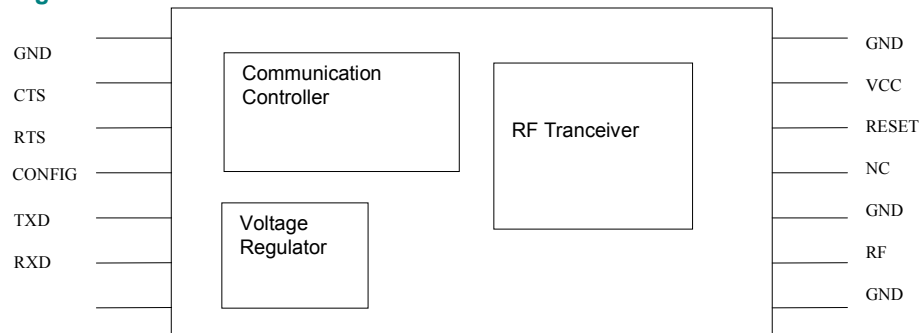 GND
CTS
RTS
CONFIG
TXD
RXD
Communication
Controller
Voltage
Regulator
RF Tranceiver
GND
VCC
RESET
NC
GND
RF
GND